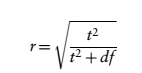 r = √(t²/(t² + df))